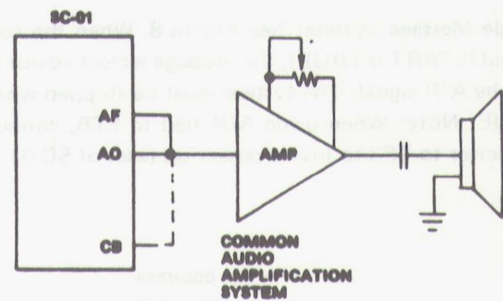 SC-01
AF
AO
CB
AMP
COMMON
AUDIO
AMPLIFICATION
SYSTEM